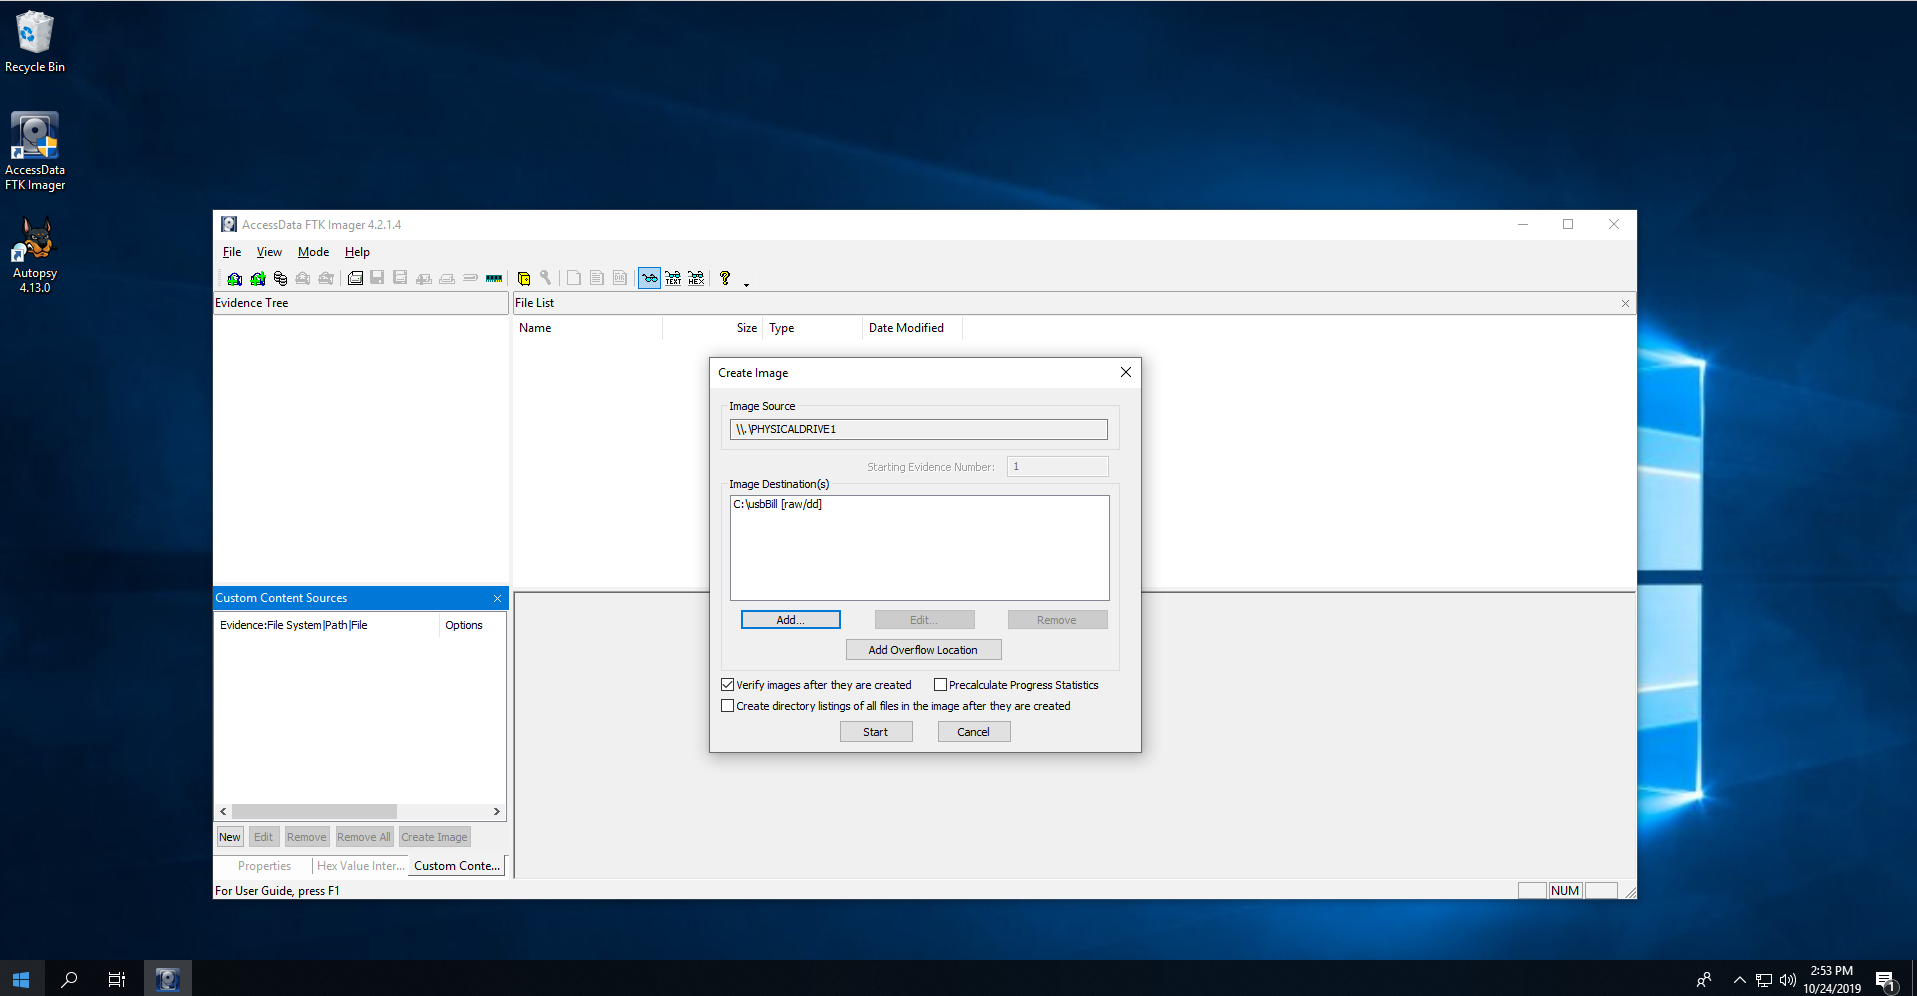 Recycle Bin
AccessData
FTK Imager
Autopsy
4.13.0
AccessData FTK Imager 4.2.1.4
File View Mode Help
TEXT HEX
Evidence Tree
File List
Name Size Type Date Modified
Create Image
Image Source
\\.\PHYSICALDRIVE1
Starting Evidence Number: 1
Image Destination(s)
C:\usbBill [raw/dd]
Add... Edit... Remove
Add Overflow Location
Verify images after they are created Precalculate Progress Statistics
Create directory listings of all files in the image after they are created
Start Cancel
Custom Content Sources
Evidence:File System|Path|File Options
New Edit Remove Remove All Create Image
Properties Hex Value Inter... Custom Conte...
For User Guide, press F1
NUM
2:53 PM
10/24/2019
1